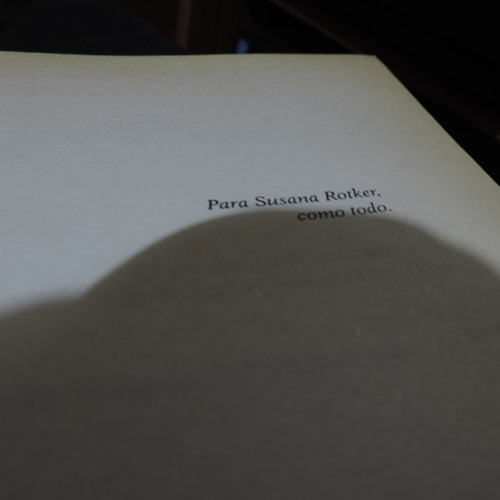 Para Susana Rotker,
como todo.